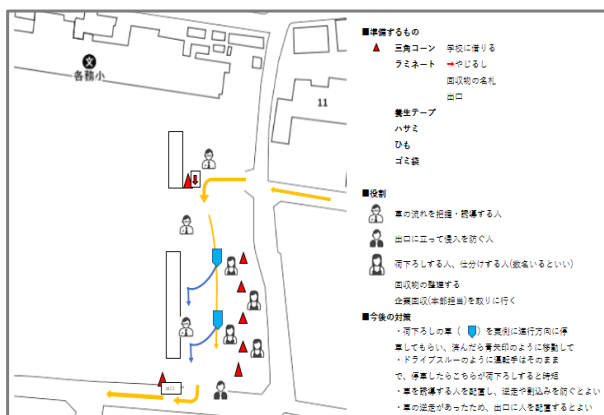 各務小
11
出口
■準備するもの
三角コーン 学校に借りる
ラミネート ➡やじるし
回収物の名札
出口
養生テープ
ハサミ
ひも
ゴミ袋
■役割
車の流れを把握・誘導する人
出口に立って侵入を防ぐ人
荷下ろしする人、仕分けする人(数名いるといい)
回収物の整理する
企業回収(本部担当)を取りに行く
■今後の対策
・荷下ろしの車( )を東側に進行方向に停
車してもらい、済んだら青矢印のように移動して
・ドライブスルーのように運転手はそのまま
で、停車したらこちらが荷下ろしすると時短
・車を誘導する人を配置し、逆走や割込みを防ぐとよい
・車の逆走があったため、出口に人を配置するとよい